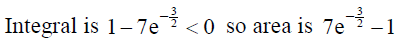 Integral is 1 − 7e^{−3/2} < 0 so area is 7e^{−3/2} − 1